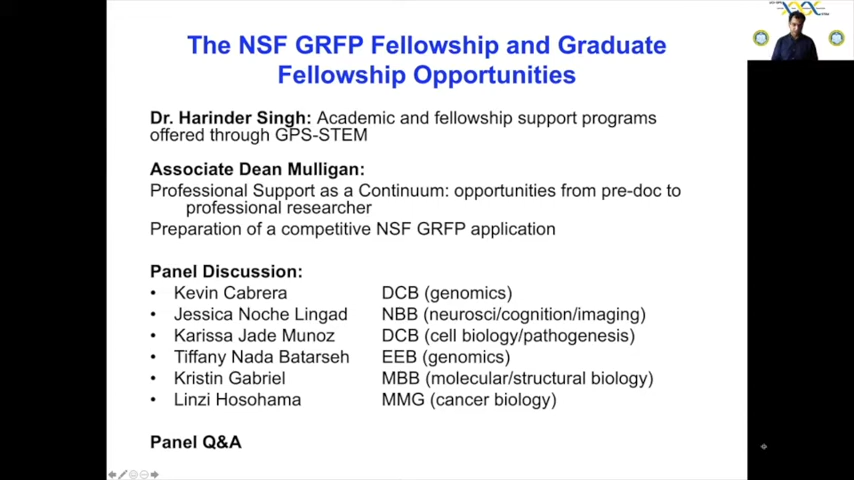 The NSF GRFP Fellowship and Graduate
Fellowship Opportunities
Dr. Harinder Singh: Academic and fellowship support programs
offered through GPS-STEM
Associate Dean Mulligan:
Professional Support as a Continuum: opportunities from pre-doc to
professional researcher
Preparation of a competitive NSF GRFP application
Panel Discussion:
• Kevin Cabrera DCB (genomics)
• Jessica Noche Lingad NBB (neurosci/cognition/imaging)
• Karissa Jade Munoz DCB (cell biology/pathogenesis)
• Tiffany Nada Batarseh EEB (genomics)
• Kristin Gabriel MBB (molecular/structural biology)
• Linzi Hosohama MMG (cancer biology)
Panel Q&A